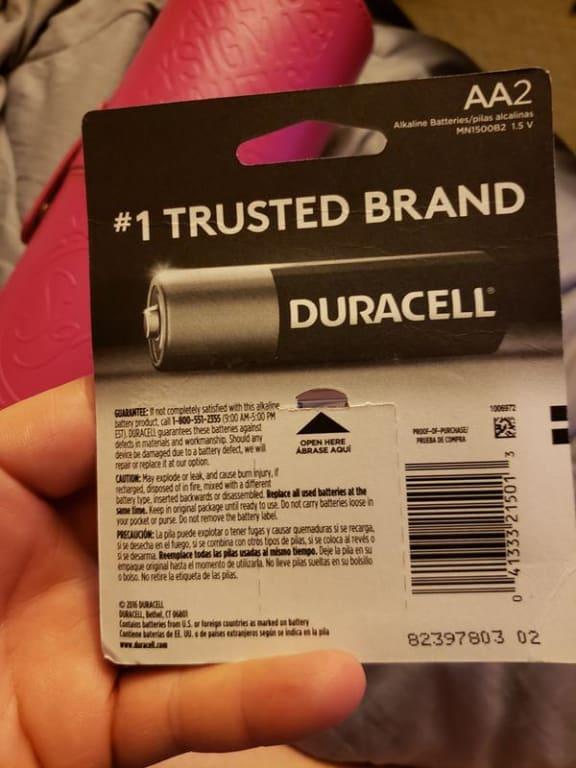 AA2
Alkaline Batteries/pilas alcalinas
MN1500B2 1.5 V
#1 TRUSTED BRAND
DURACELL®
GUARANTEE: If not completely satisfied with this alkaline
battery product, call 1-800-551-2355 (9:00 AM-5:00 PM
EST). DURACELL guarantees these batteries against
defects in materials and workmanship. Should any
device be damaged due to a battery defect, we will
repair or replace it at our option.
CAUTION: May explode or leak, and cause burn injury, if
recharged, disposed of in fire, mixed with a different
battery type, inserted backwards or disassembled. Replace all used batteries at the
same time. Keep in original package until ready to use. Do not carry batteries loose in
your pocket or purse. Do not remove the battery label.
PRECAUCIÓN: La pila puede explotar o tener fugas y causar quemaduras si se recarga,
si se desecha en el fuego, si se combina con otros tipos de pilas, si se coloca al revés o
si se desarma. Reemplace todas las pilas usadas al mismo tiempo. Deje la pila en su
empaque original hasta el momento de utilizarla. No lleve pilas sueltas en su bolsillo
o bolso. No retire la etiqueta de las pilas.
© 2016 DURACELL
DURACELL, Bethel, CT 06801
Contains batteries from U.S. or foreign countries as marked on battery
Contiene baterías de EE. UU. o de países extranjeros según se indica en la pila
www.duracell.com
OPEN HERE
ÁBRASE AQUÍ
PROOF-OF-PURCHASE/
PRUEBA DE COMPRA
1006972
0 41333 21501 3
82397803 02